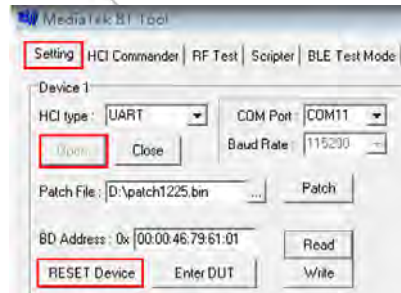 MediaTek BT Tool
Setting HCI Commander RF Test Scripter BLE Test Mode
Device 1
HCI type : UART COM Port : COM11
Open Close Baud Rate : 115200
Patch File : D:\patch1225.bin ... Patch
BD Address : 0x 00:00:46:79:61:01 Read
RESET Device Enter DUT Write